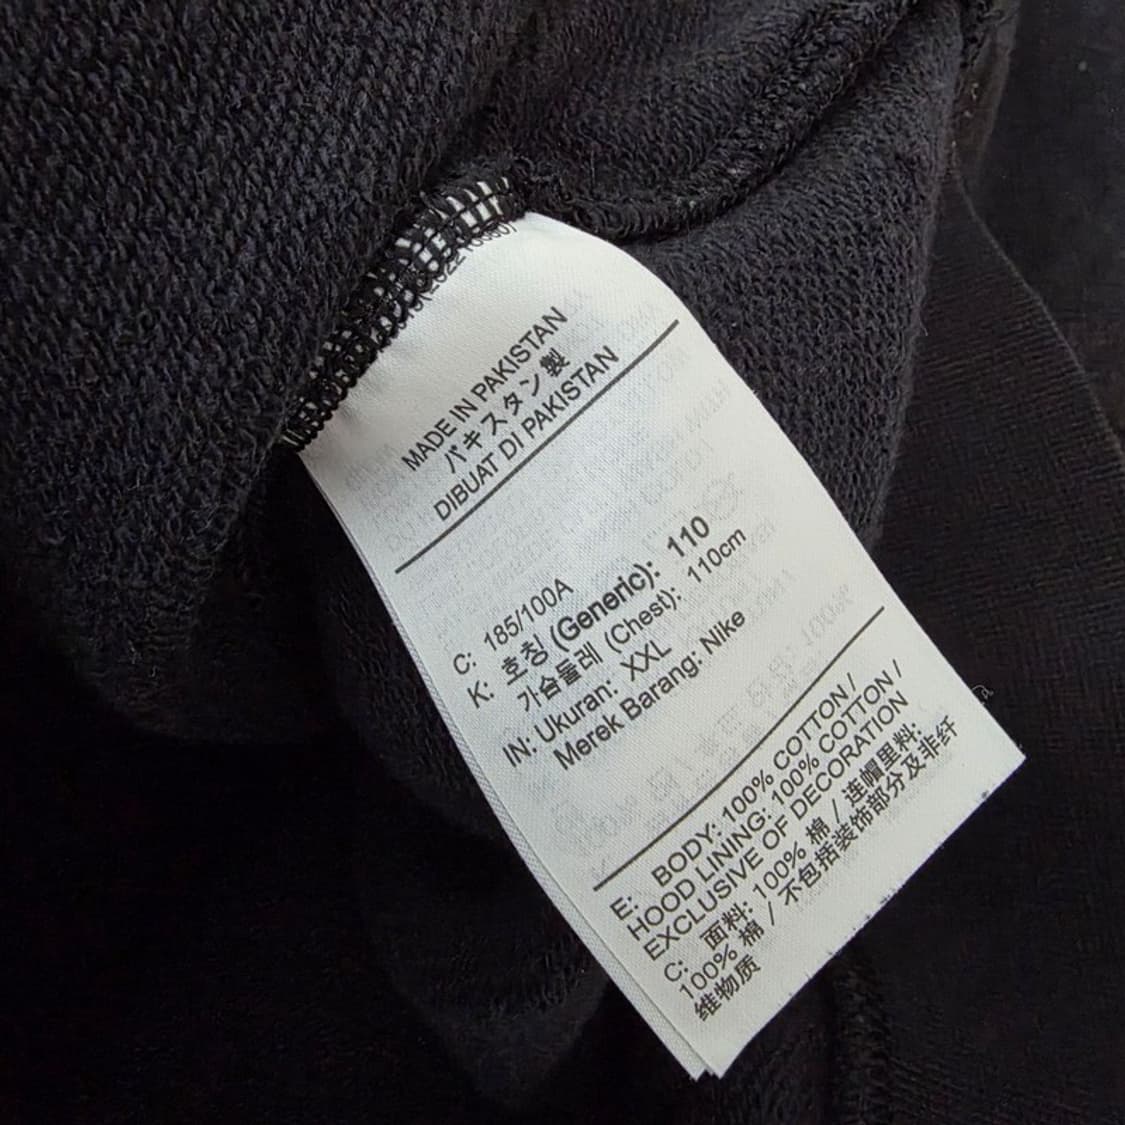 MADE IN PAKISTAN
パキスタン製
DIBUAT DI PAKISTAN
C: 185/100A
K: 호칭 (Generic): 110
가슴둘레 (Chest): 110cm
IN: Ukuran: XXL
Merek Barang: Nike
E: BODY: 100% COTTON /
HOOD LINING: 100% COTTON /
EXCLUSIVE OF DECORATION
C: 面料: 100% 棉 / 连帽里料:
100% 棉 / 不包括装饰部分及非纤
维物质